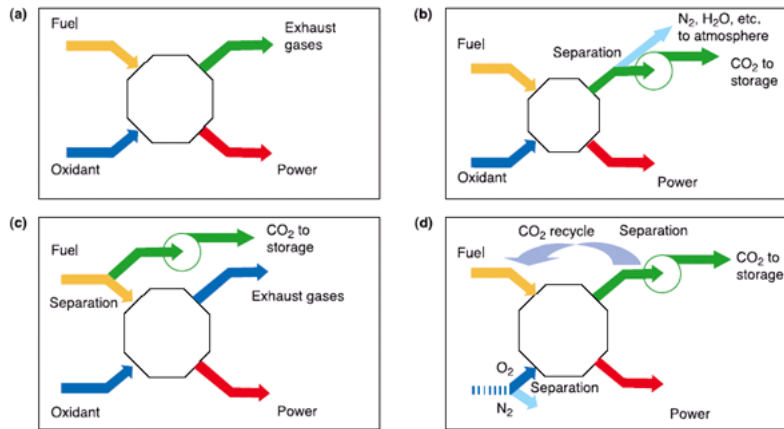 (a)
Fuel
Exhaust
gases
Oxidant
Power
(b)
Fuel
Separation
N₂, H₂O, etc.
to atmosphere
CO₂ to
storage
Oxidant
Power
(c)
Fuel
CO₂ to
storage
Separation
Exhaust gases
Oxidant
Power
(d)
CO₂ recycle
Separation
Fuel
CO₂ to
storage
O₂
Separation
N₂
Power